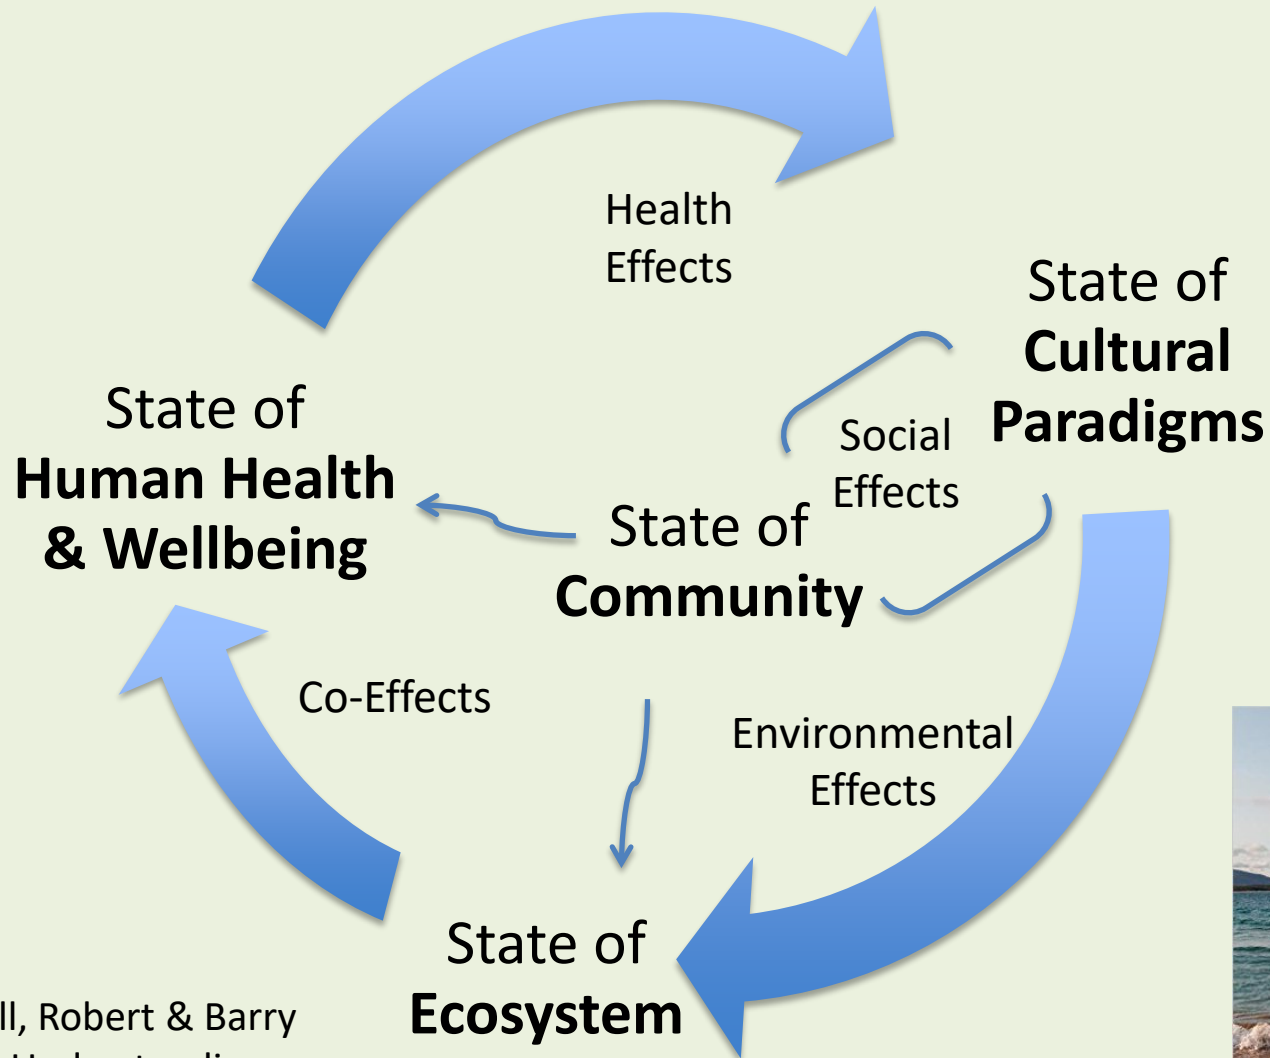 Health
Effects
State of
Cultural
Paradigms
State of
Human Health
& Wellbeing
Social
Effects
State of
Community
Co-Effects
Environmental
Effects
State of
Ecosystem
Robert & Barry